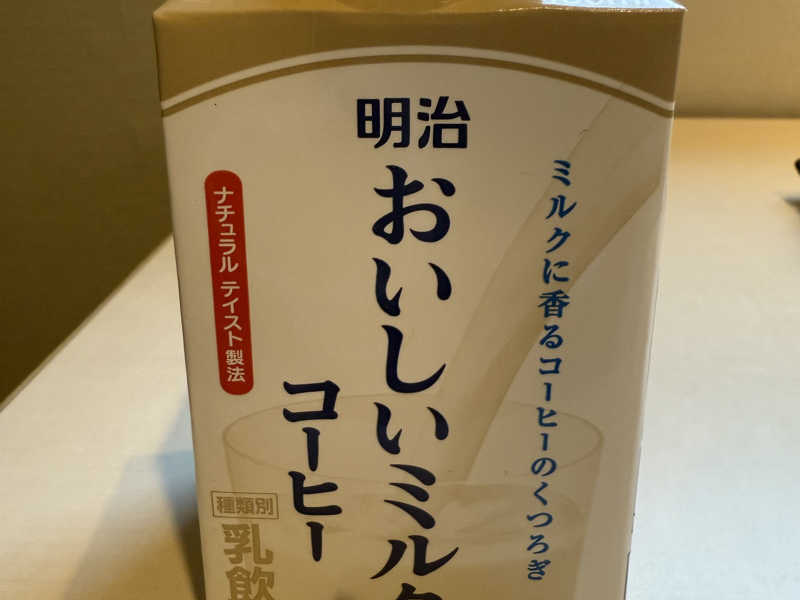 明治
ミルクに香るコーヒーのくつろぎ
おいしいミルク
コーヒー
ナチュラル テイスト製法
種類別
乳飲